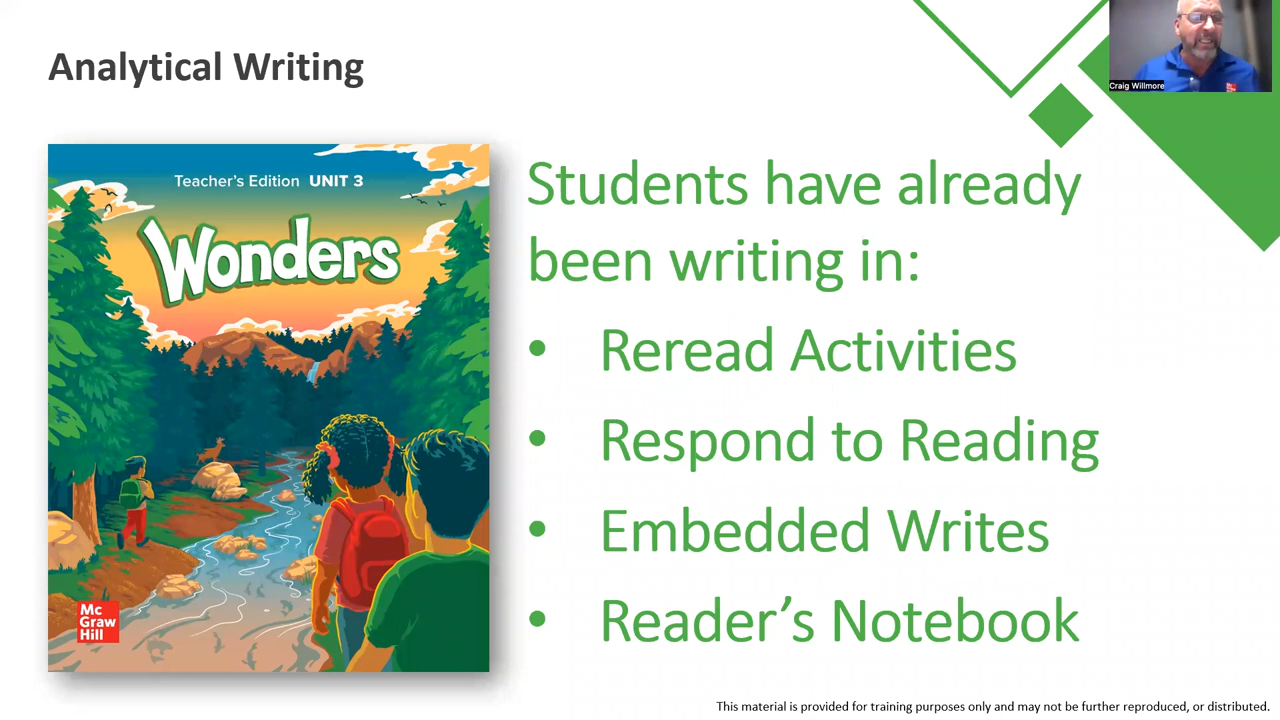 Analytical Writing
Craig Willmore
Teacher's Edition UNIT 3
Wonders
Mc
Graw
Hill
Students have already
been writing in:
• Reread Activities
• Respond to Reading
• Embedded Writes
• Reader’s Notebook
This material is provided for training purposes only and may not be further reproduced, or distributed.